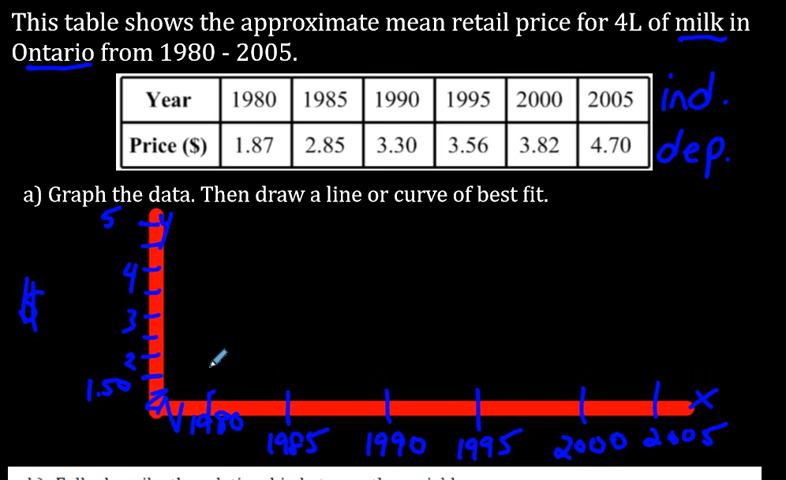 This table shows the approximate mean retail price for 4L of milk in
Ontario from 1980 - 2005.
Year 1980 1985 1990 1995 2000 2005 ind.
Price ($) 1.87 2.85 3.30 3.56 3.82 4.70 dep.
a) Graph the data. Then draw a line or curve of best fit.
5 y
4
$
3
2
1.50
x
1980
1985 1990 1995 2000 2005